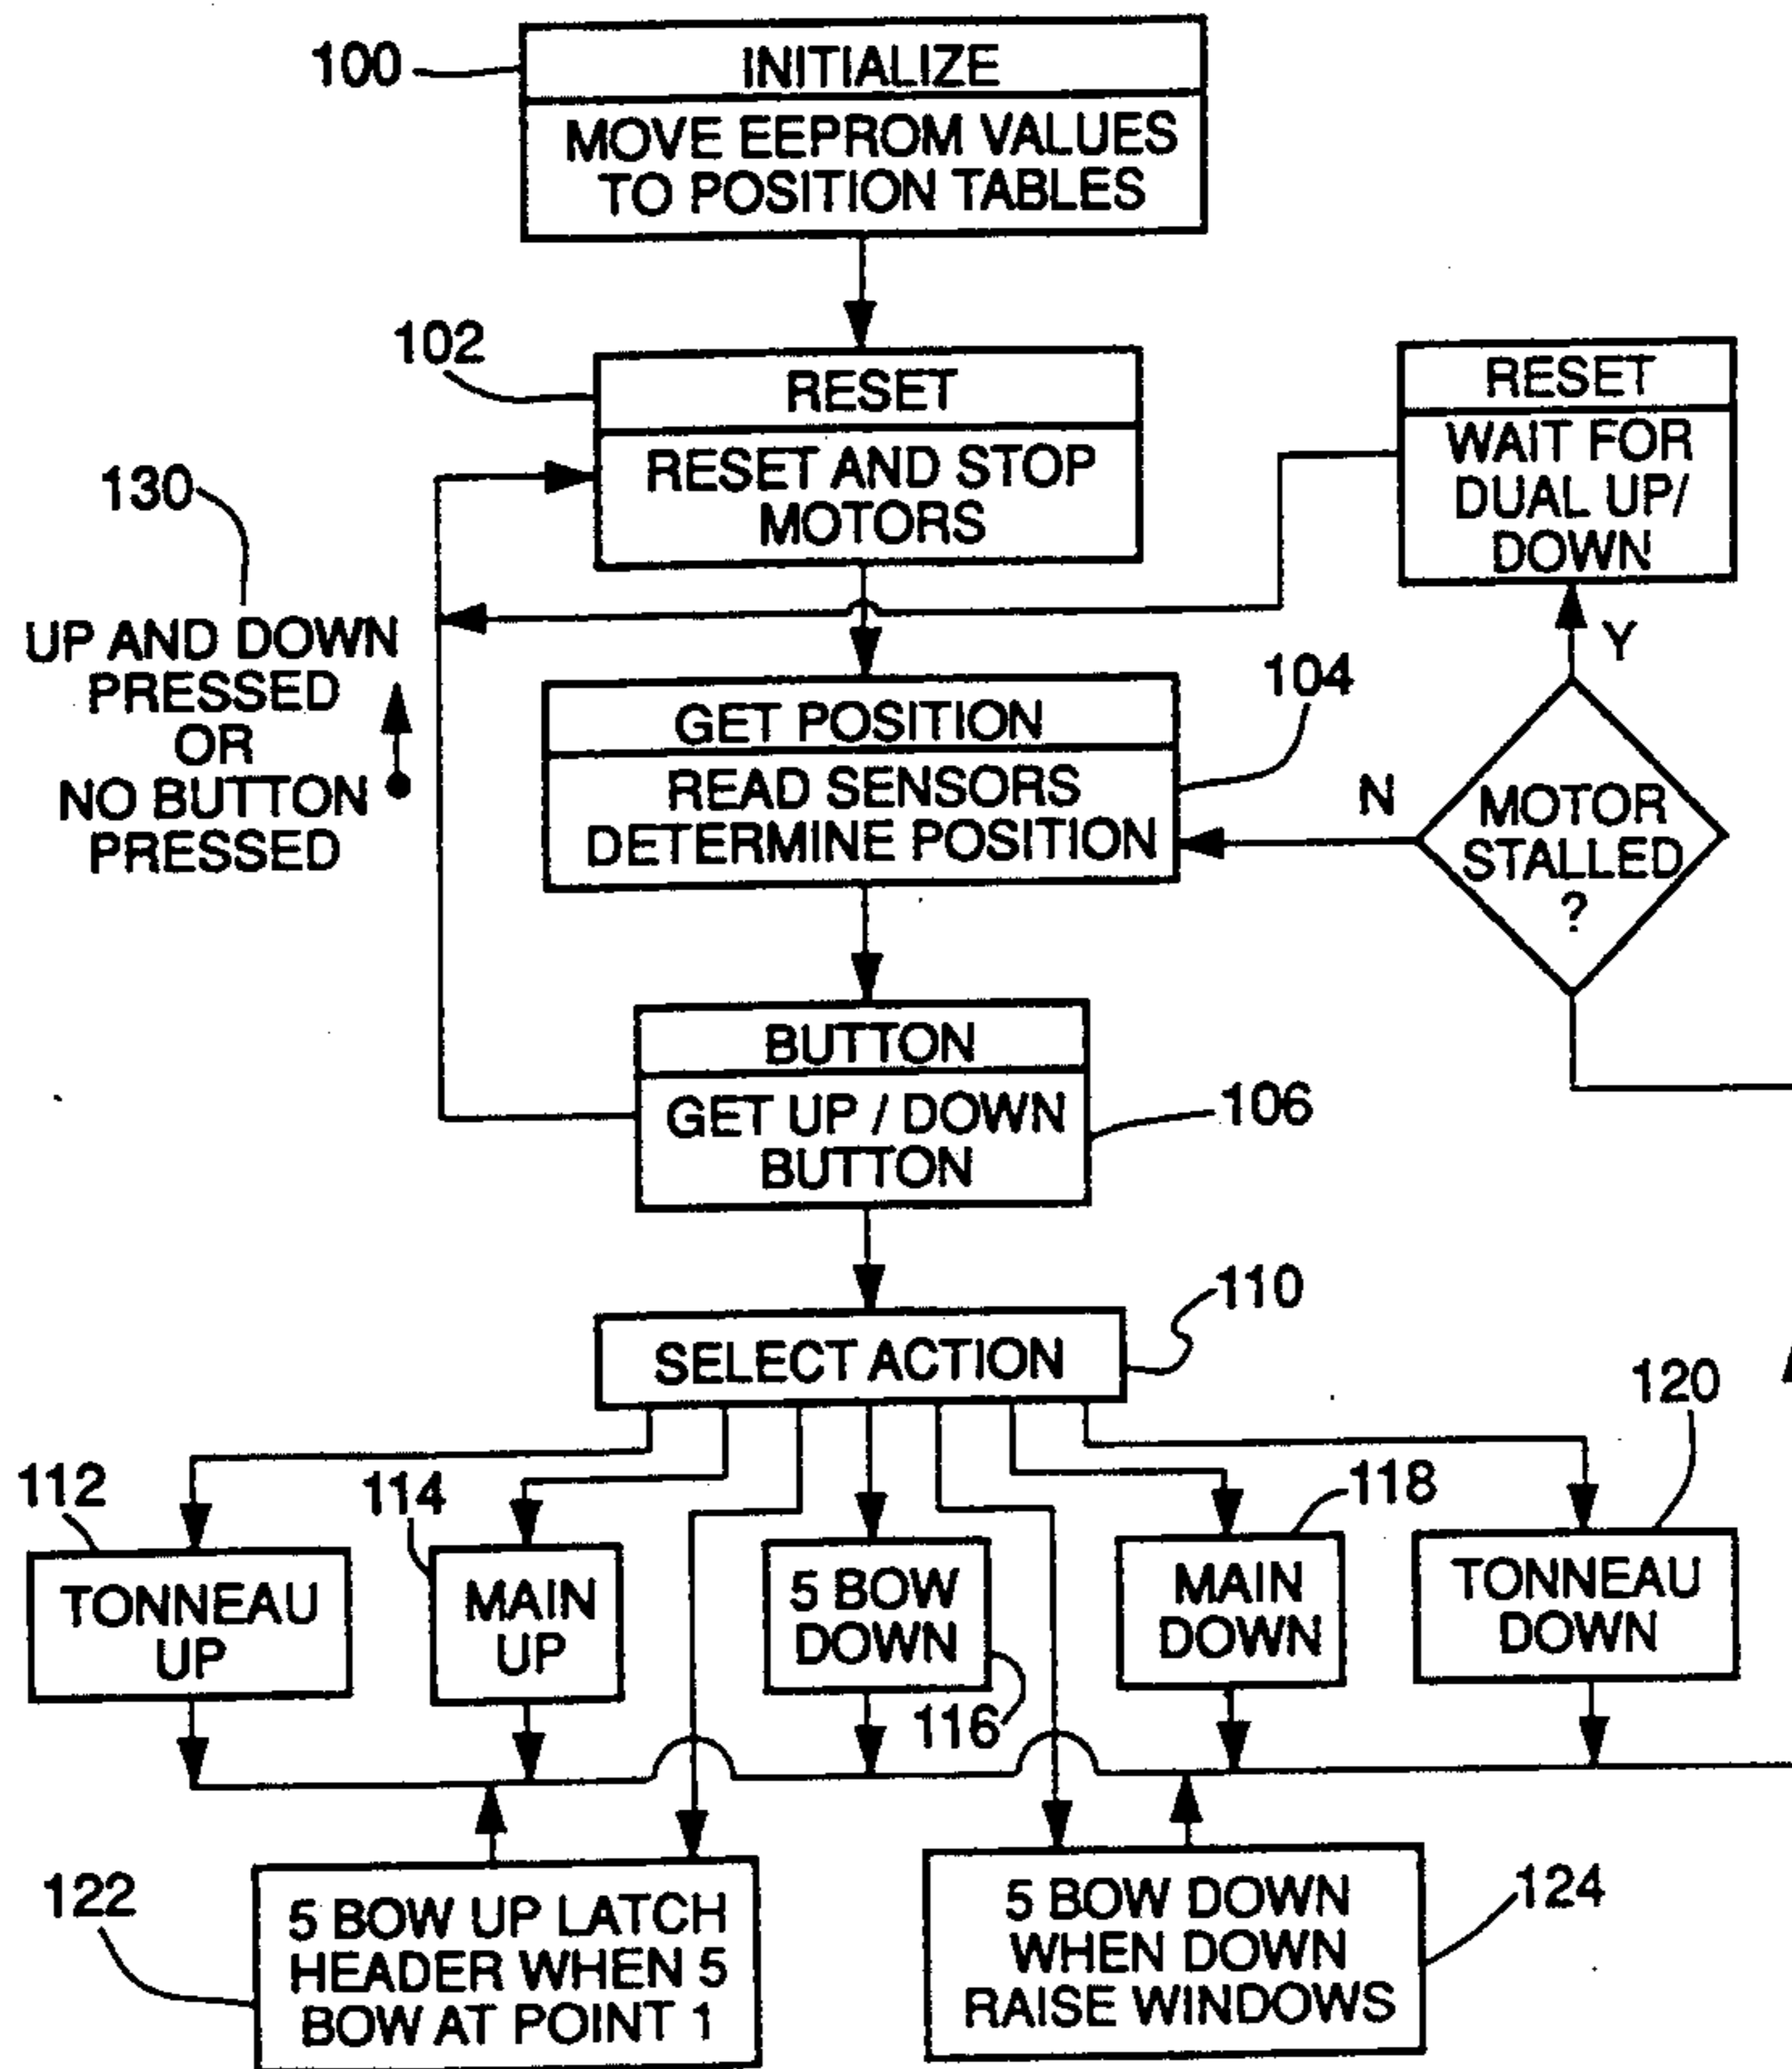 100
INITIALIZE
MOVE EEPROM VALUES
TO POSITION TABLES
102
RESET
RESET AND STOP
MOTORS
RESET
WAIT FOR
DUAL UP/
DOWN
130
UP AND DOWN
PRESSED
OR
NO BUTTON
PRESSED
Y
104
GET POSITION
READ SENSORS
DETERMINE POSITION
N
MOTOR
STALLED
?
BUTTON
GET UP / DOWN
BUTTON
106
110
SELECT ACTION
112
TONNEAU
UP
114
MAIN
UP
5 BOW
DOWN
116
118
MAIN
DOWN
120
TONNEAU
DOWN
122
5 BOW UP LATCH
HEADER WHEN 5
BOW AT POINT 1
5 BOW DOWN
WHEN DOWN
RAISE WINDOWS
124